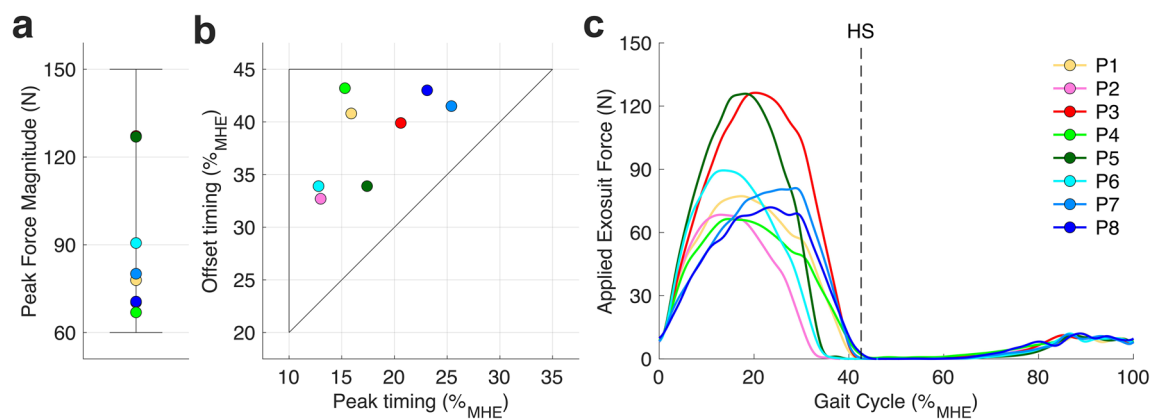 a
Peak Force Magnitude (N)
150
120
90
60
b
Offset timing (%MHE)
45
40
35
30
25
20
10
15
20
25
30
35
Peak timing (%MHE)
c
HS
Applied Exosuit Force (N)
150
120
90
60
30
0
0
20
40
60
80
100
Gait Cycle (%MHE)
P1
P2
P3
P4
P5
P6
P7
P8